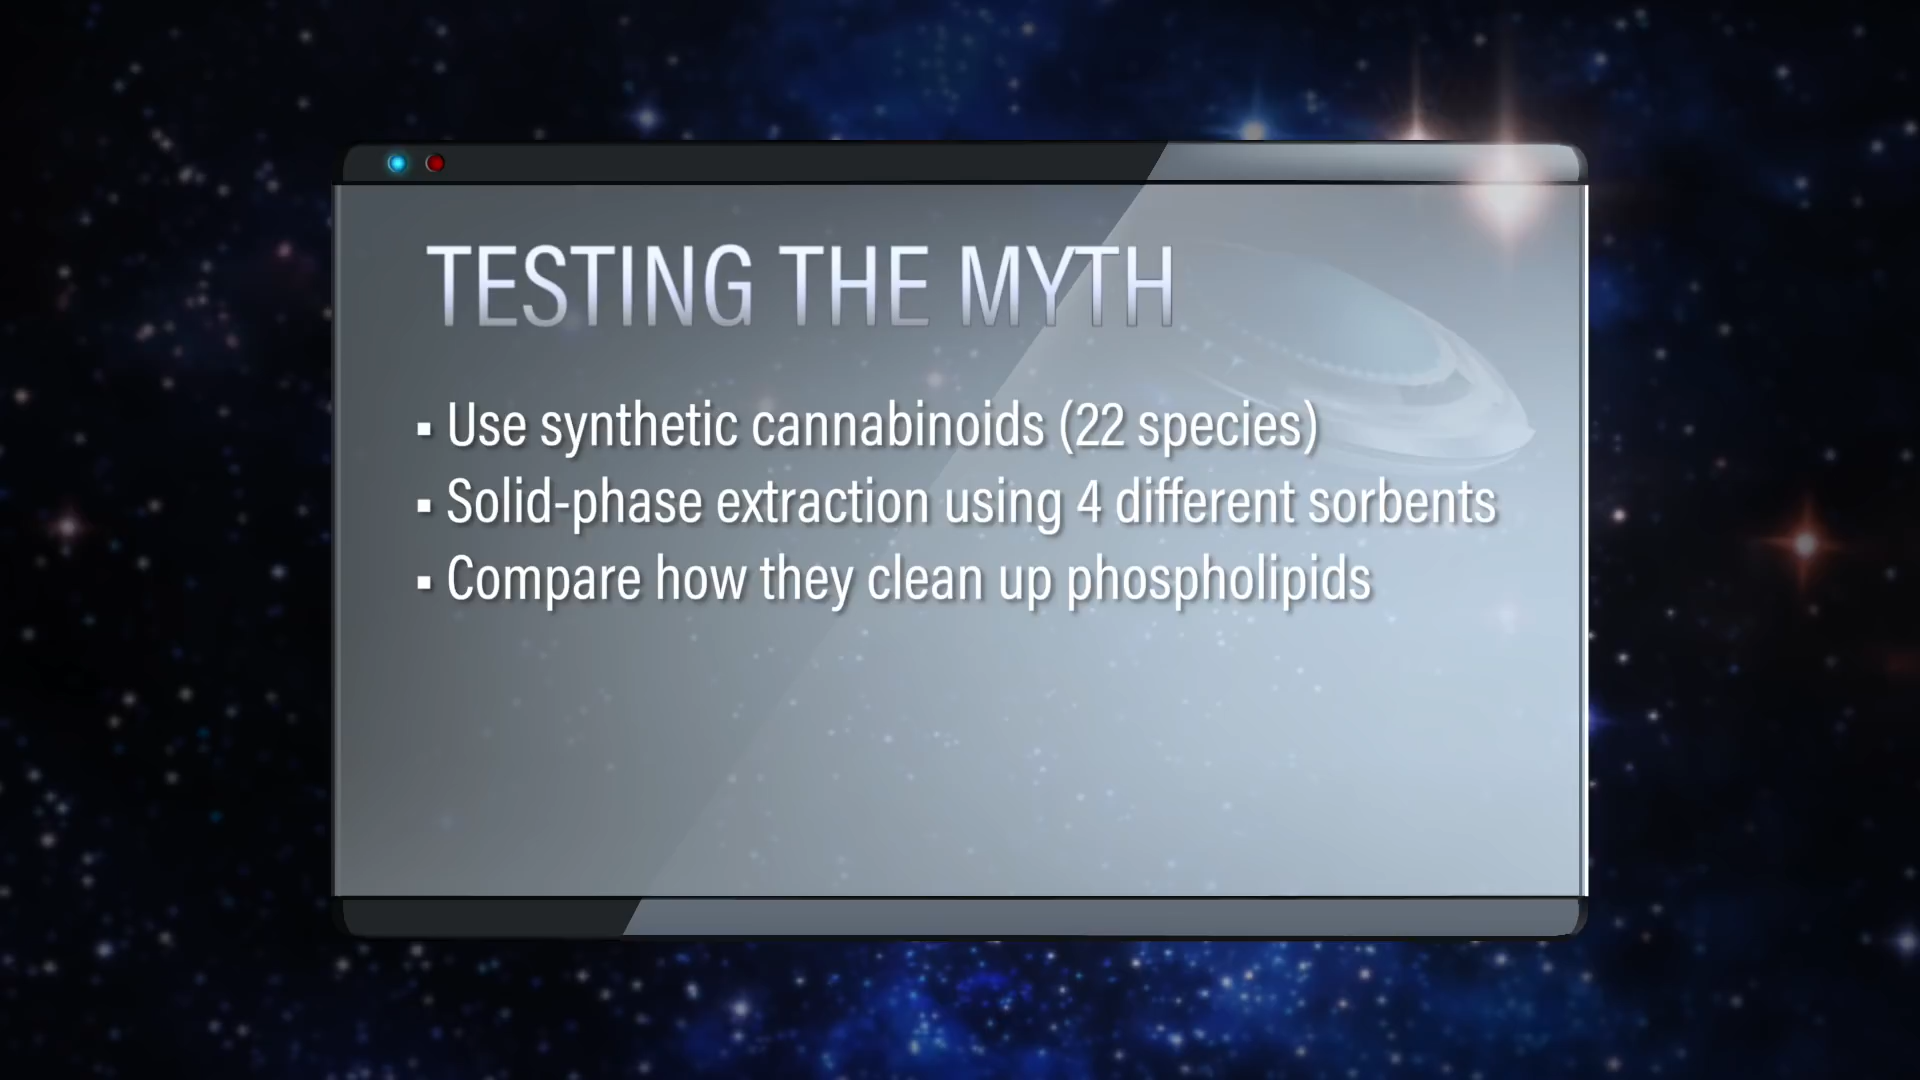 TESTING THE MYTH
▪ Use synthetic cannabinoids (22 species)
▪ Solid-phase extraction using 4 different sorbents
▪ Compare how they clean up phospholipids